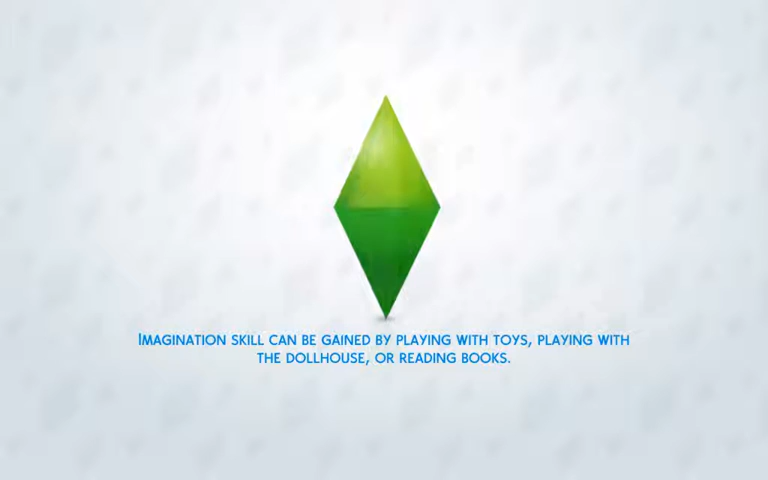 Imagination skill can be gained by playing with toys, playing with
the dollhouse, or reading books.